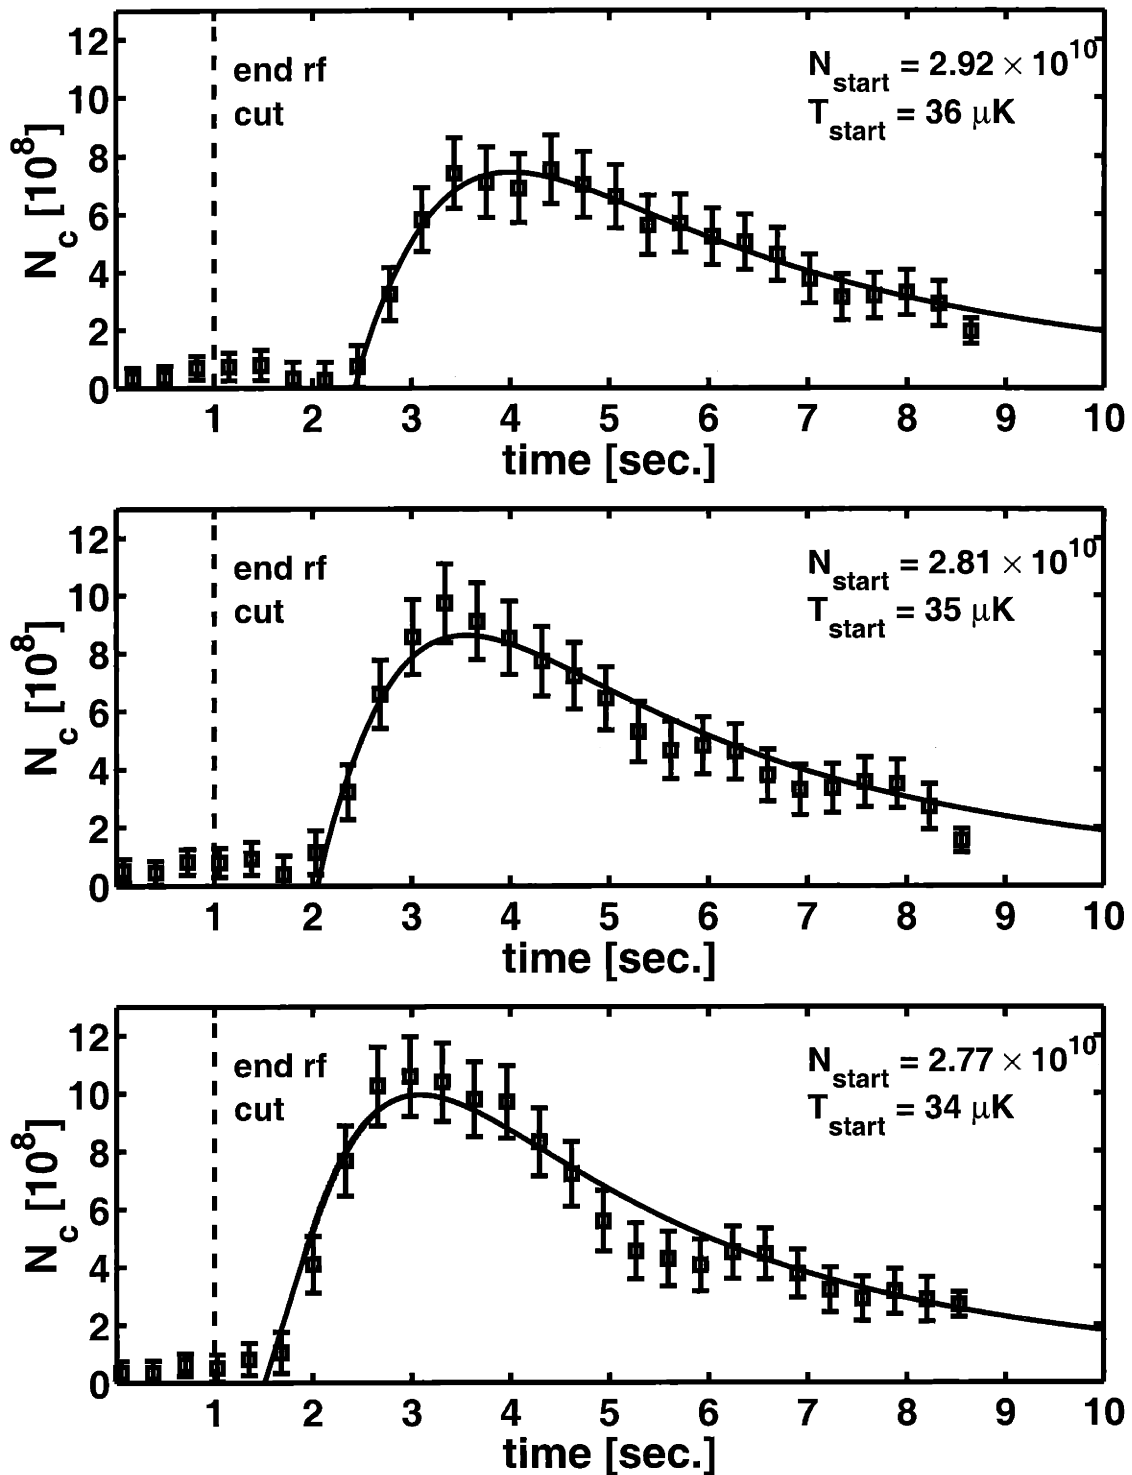 12
10
8
6
4
2
0
N_c [10^8]
end rf
cut
N_start = 2.92 × 10^10
T_start = 36 μK
1 2 3 4 5 6 7 8 9 10
time [sec.]
12
10
8
6
4
2
0
N_c [10^8]
end rf
cut
N_start = 2.81 × 10^10
T_start = 35 μK
1 2 3 4 5 6 7 8 9 10
time [sec.]
12
10
8
6
4
2
0
N_c [10^8]
end rf
cut
N_start = 2.77 × 10^10
T_start = 34 μK
1 2 3 4 5 6 7 8 9 10
time [sec.]